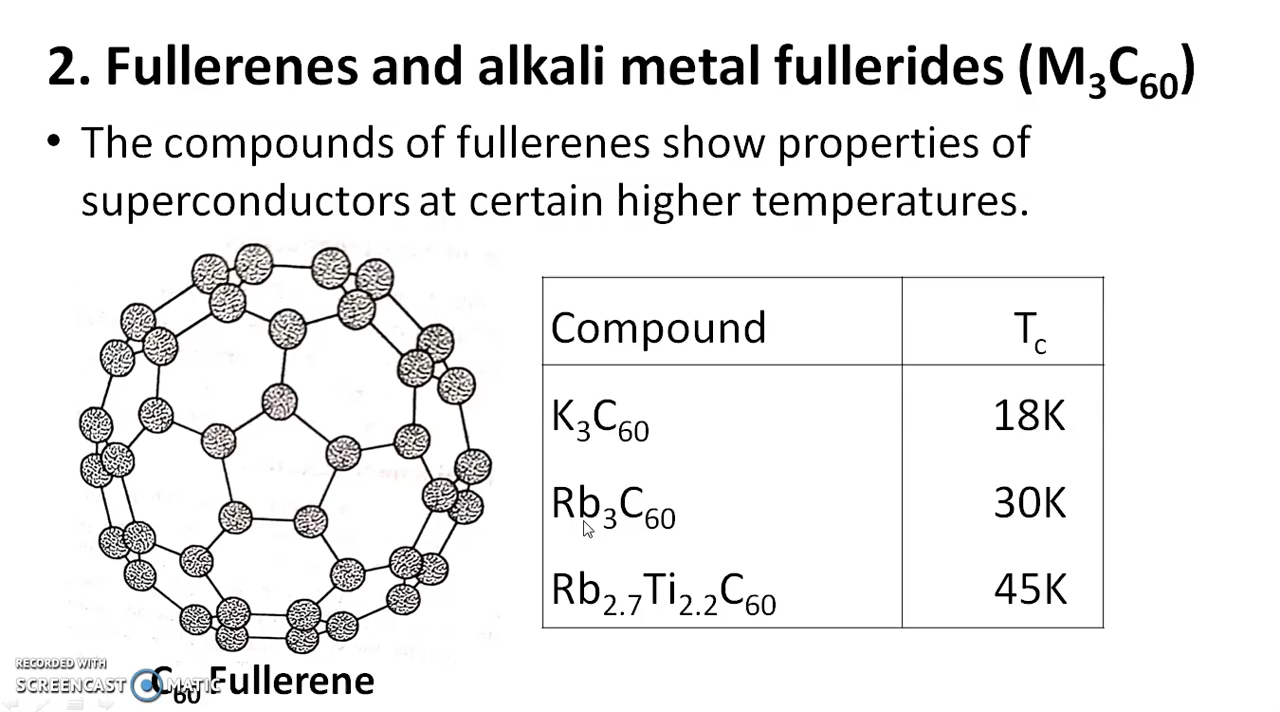 2. Fullerenes and alkali metal fullerides (M₃C₆₀)
• The compounds of fullerenes show properties of
superconductors at certain higher temperatures.
Compound T꜀
K₃C₆₀ 18K
Rb₃C₆₀ 30K
Rb₂.₇Ti₂.₂C₆₀ 45K
C₆₀ Fullerene
RECORDED WITH
SCREENCAST MATIC